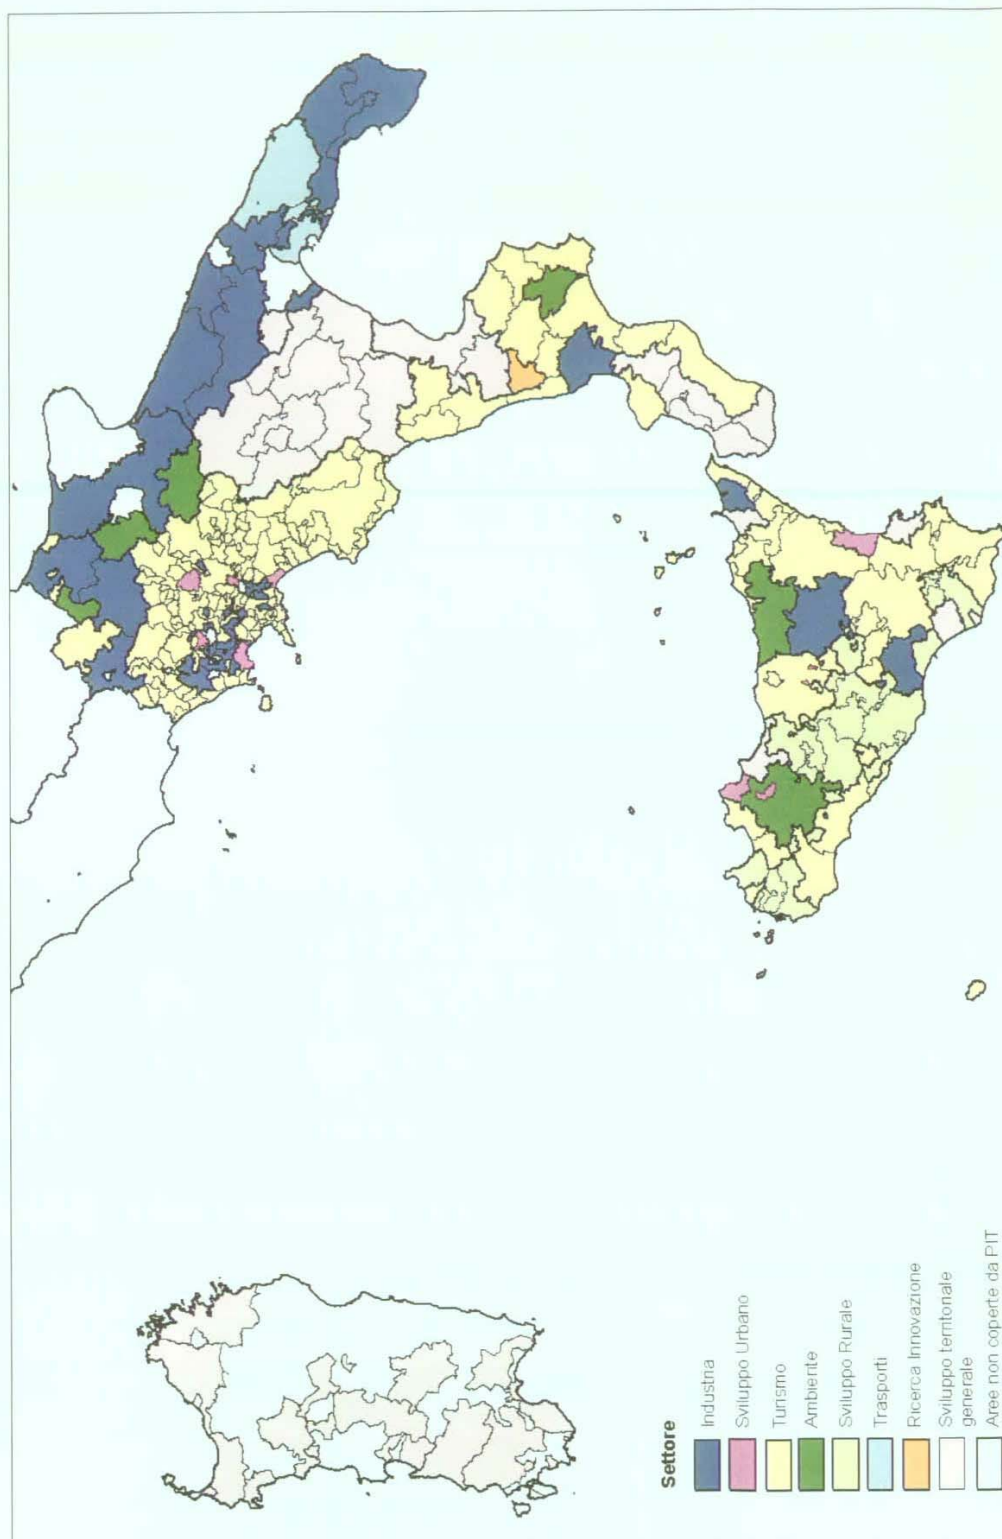 Settore
Industria
Sviluppo Urbano
Turismo
Ambiente
Sviluppo Rurale
Trasporti
Ricerca Innovazione
Sviluppo territoriale
generale
Aree non coperte da PIT